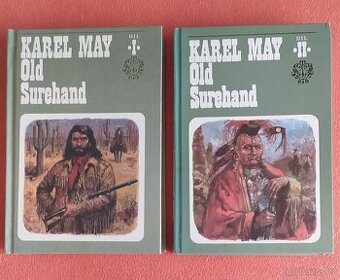 KAREL MAY
Old
Surehand
DÍL
I
KAREL MAY
Old
Surehand
DÍL
II